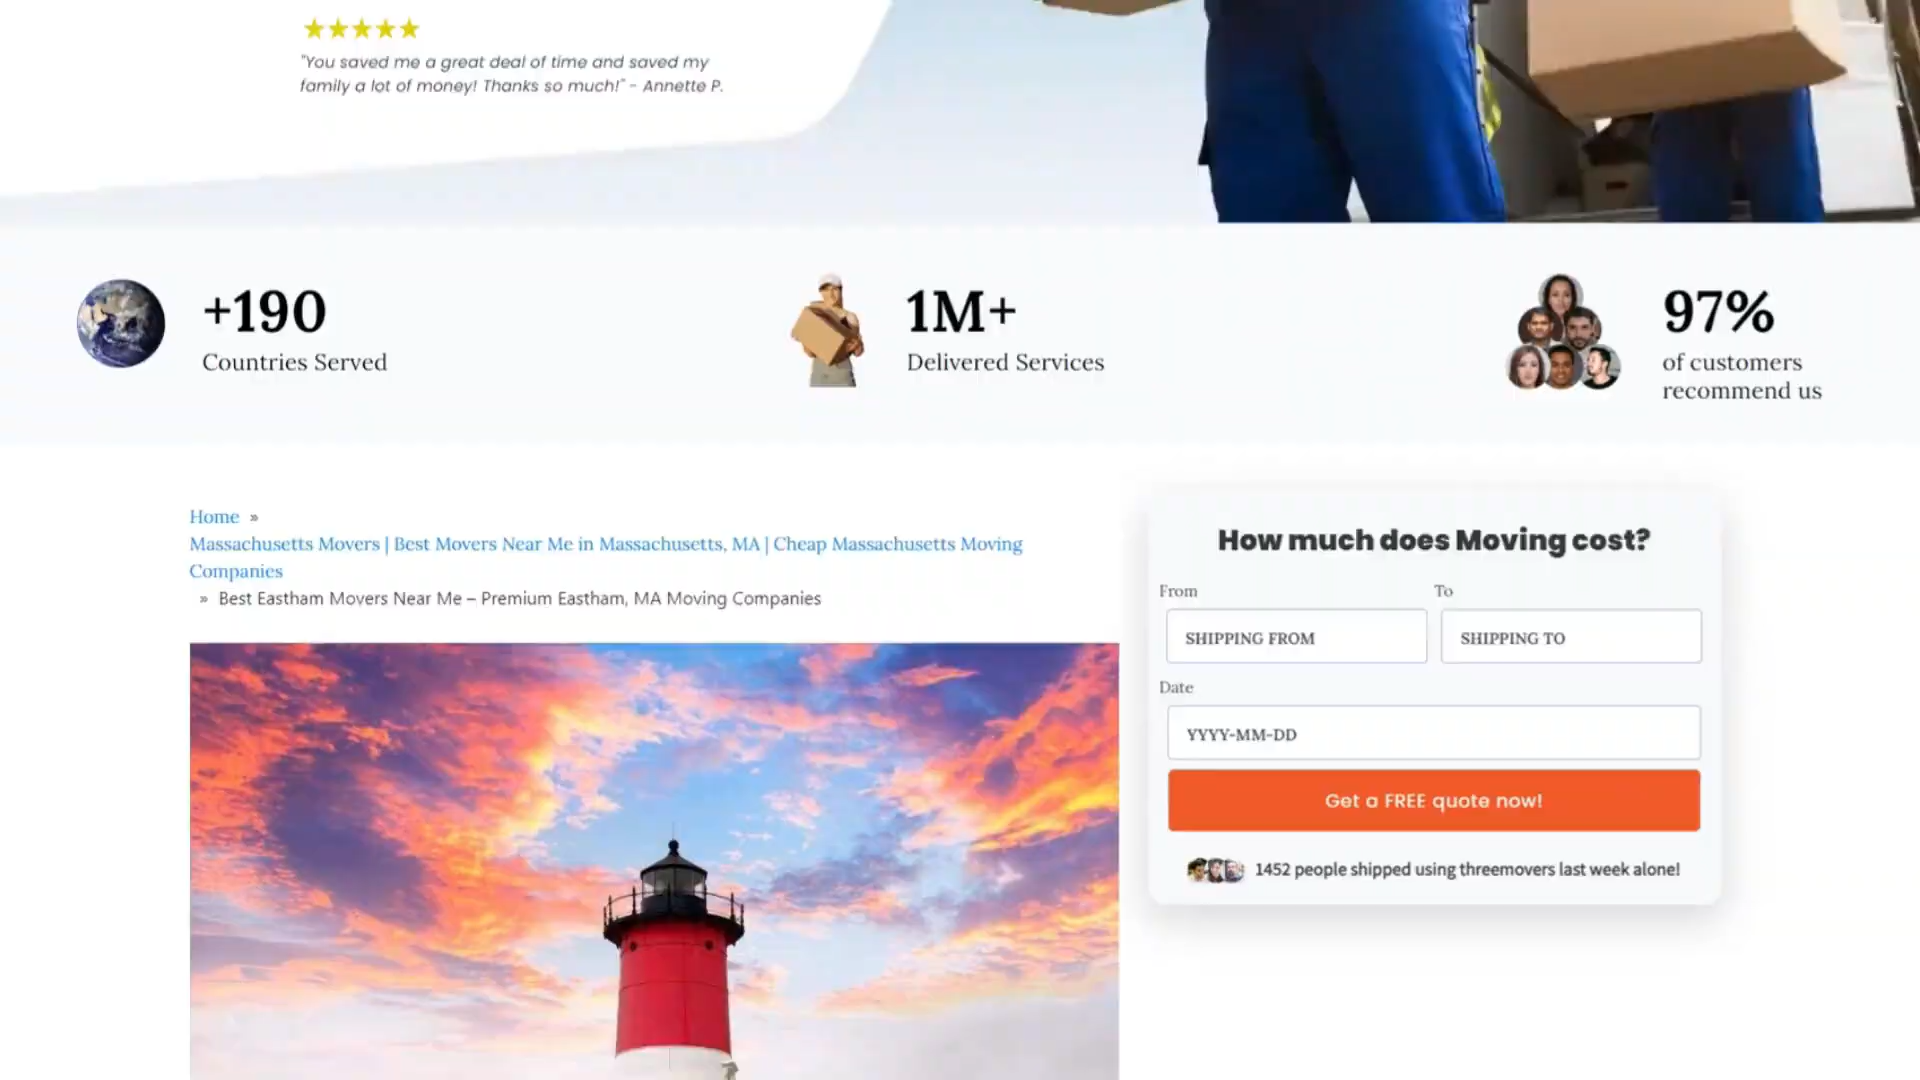 "You saved me a great deal of time and saved my
family a lot of money! Thanks so much!" - Annette P.
+190
Countries Served
1M+
Delivered Services
97%
of customers
recommend us
Home »
Massachusetts Movers | Best Movers Near Me in Massachusetts, MA | Cheap Massachusetts Moving
Companies
» Best Eastham Movers Near Me – Premium Eastham, MA Moving Companies
How much does Moving cost?
From
To
SHIPPING FROM
SHIPPING TO
Date
YYYY-MM-DD
Get a FREE quote now!
1452 people shipped using threemovers last week alone!